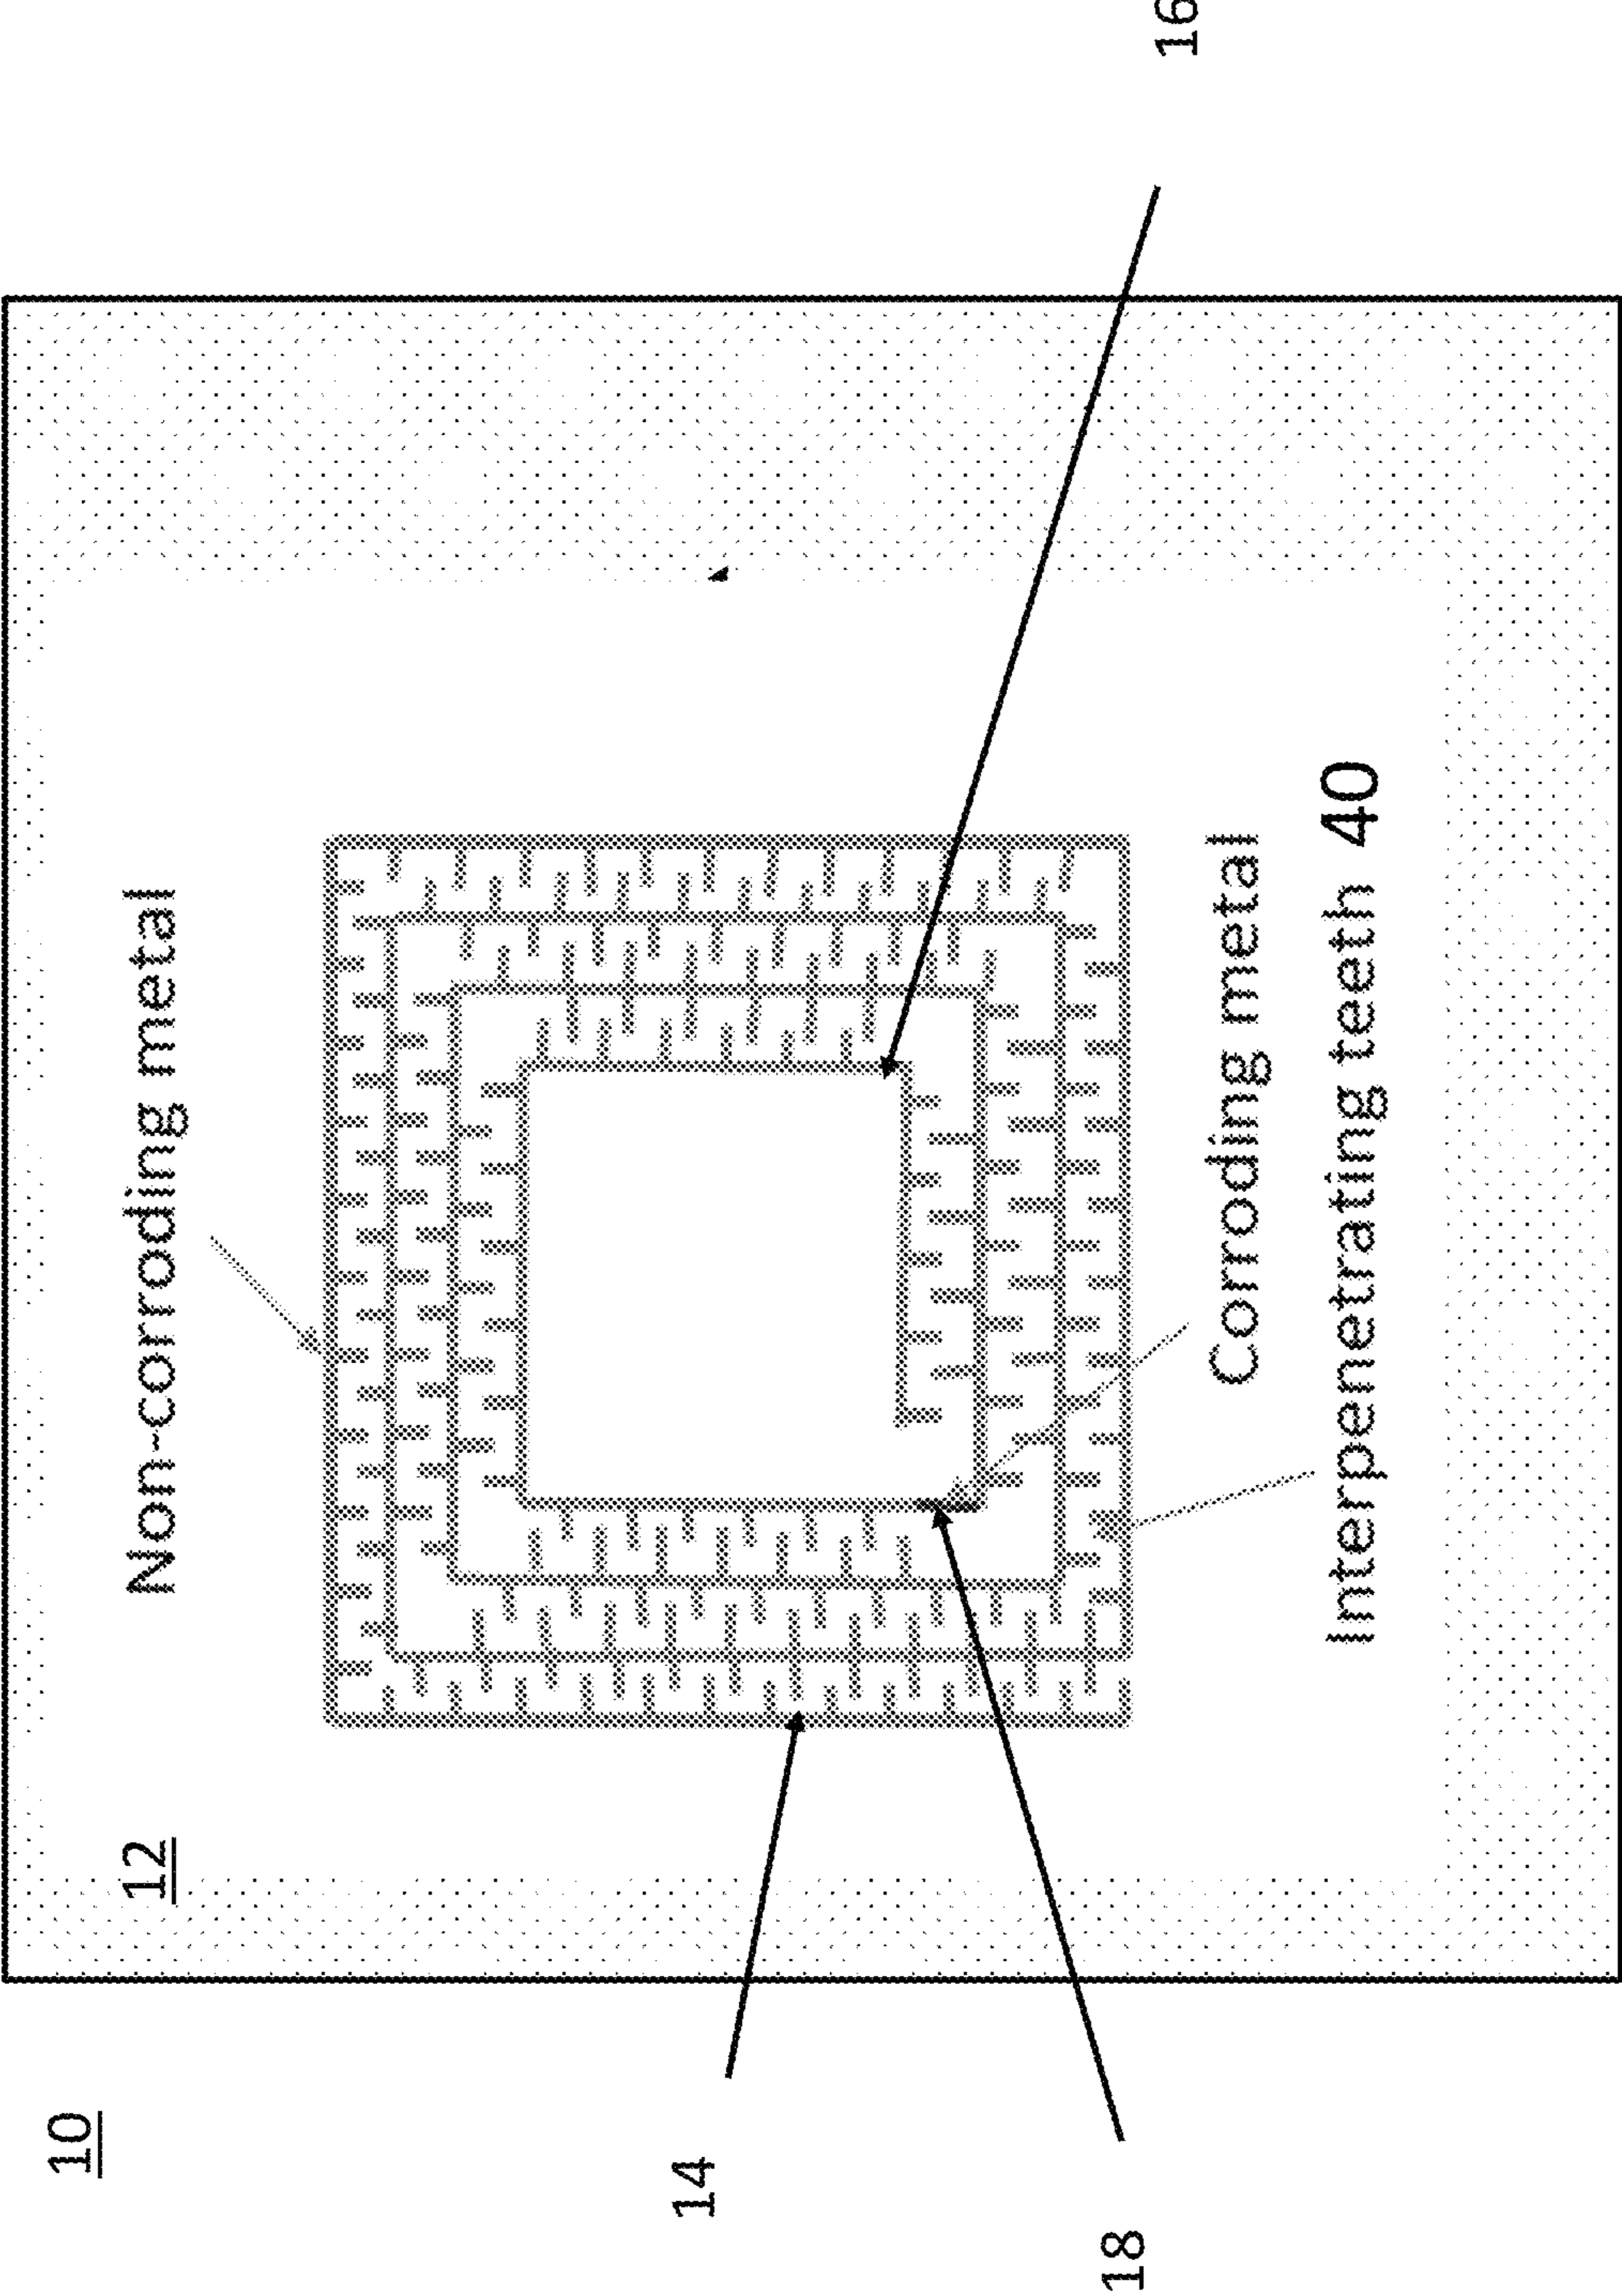 10
12
Non-corroding metal
14
16
18
Corroding metal
Interpenetrating teeth 40